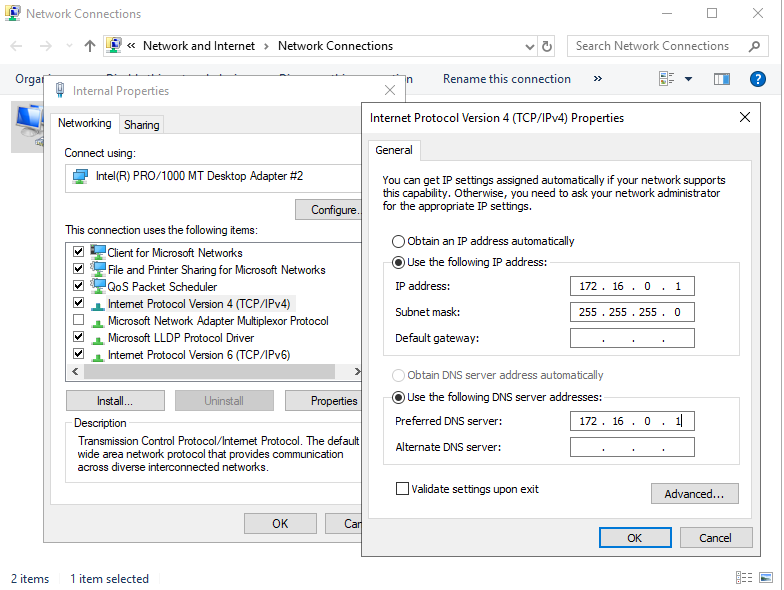 Network Connections
« Network and Internet › Network Connections
Search Network Connections
Rename this connection »
Internal Properties
Networking Sharing
Connect using:
Intel(R) PRO/1000 MT Desktop Adapter #2
Configure.
This connection uses the following items:
Client for Microsoft Networks
File and Printer Sharing for Microsoft Networks
QoS Packet Scheduler
Internet Protocol Version 4 (TCP/IPv4)
Microsoft Network Adapter Multiplexor Protocol
Microsoft LLDP Protocol Driver
Internet Protocol Version 6 (TCP/IPv6)
Install... Uninstall Properties
Description
Transmission Control Protocol/Internet Protocol. The default
wide area network protocol that provides communication
across diverse interconnected networks.
OK Car
Internet Protocol Version 4 (TCP/IPv4) Properties
General
You can get IP settings assigned automatically if your network supports
this capability. Otherwise, you need to ask your network administrator
for the appropriate IP settings.
Obtain an IP address automatically
Use the following IP address:
IP address: 172 . 16 . 0 . 1
Subnet mask: 255 . 255 . 255 . 0
Default gateway: . . .
Obtain DNS server address automatically
Use the following DNS server addresses:
Preferred DNS server: 172 . 16 . 0 . 1
Alternate DNS server: . . .
Validate settings upon exit
Advanced...
OK Cancel
2 items 1 item selected